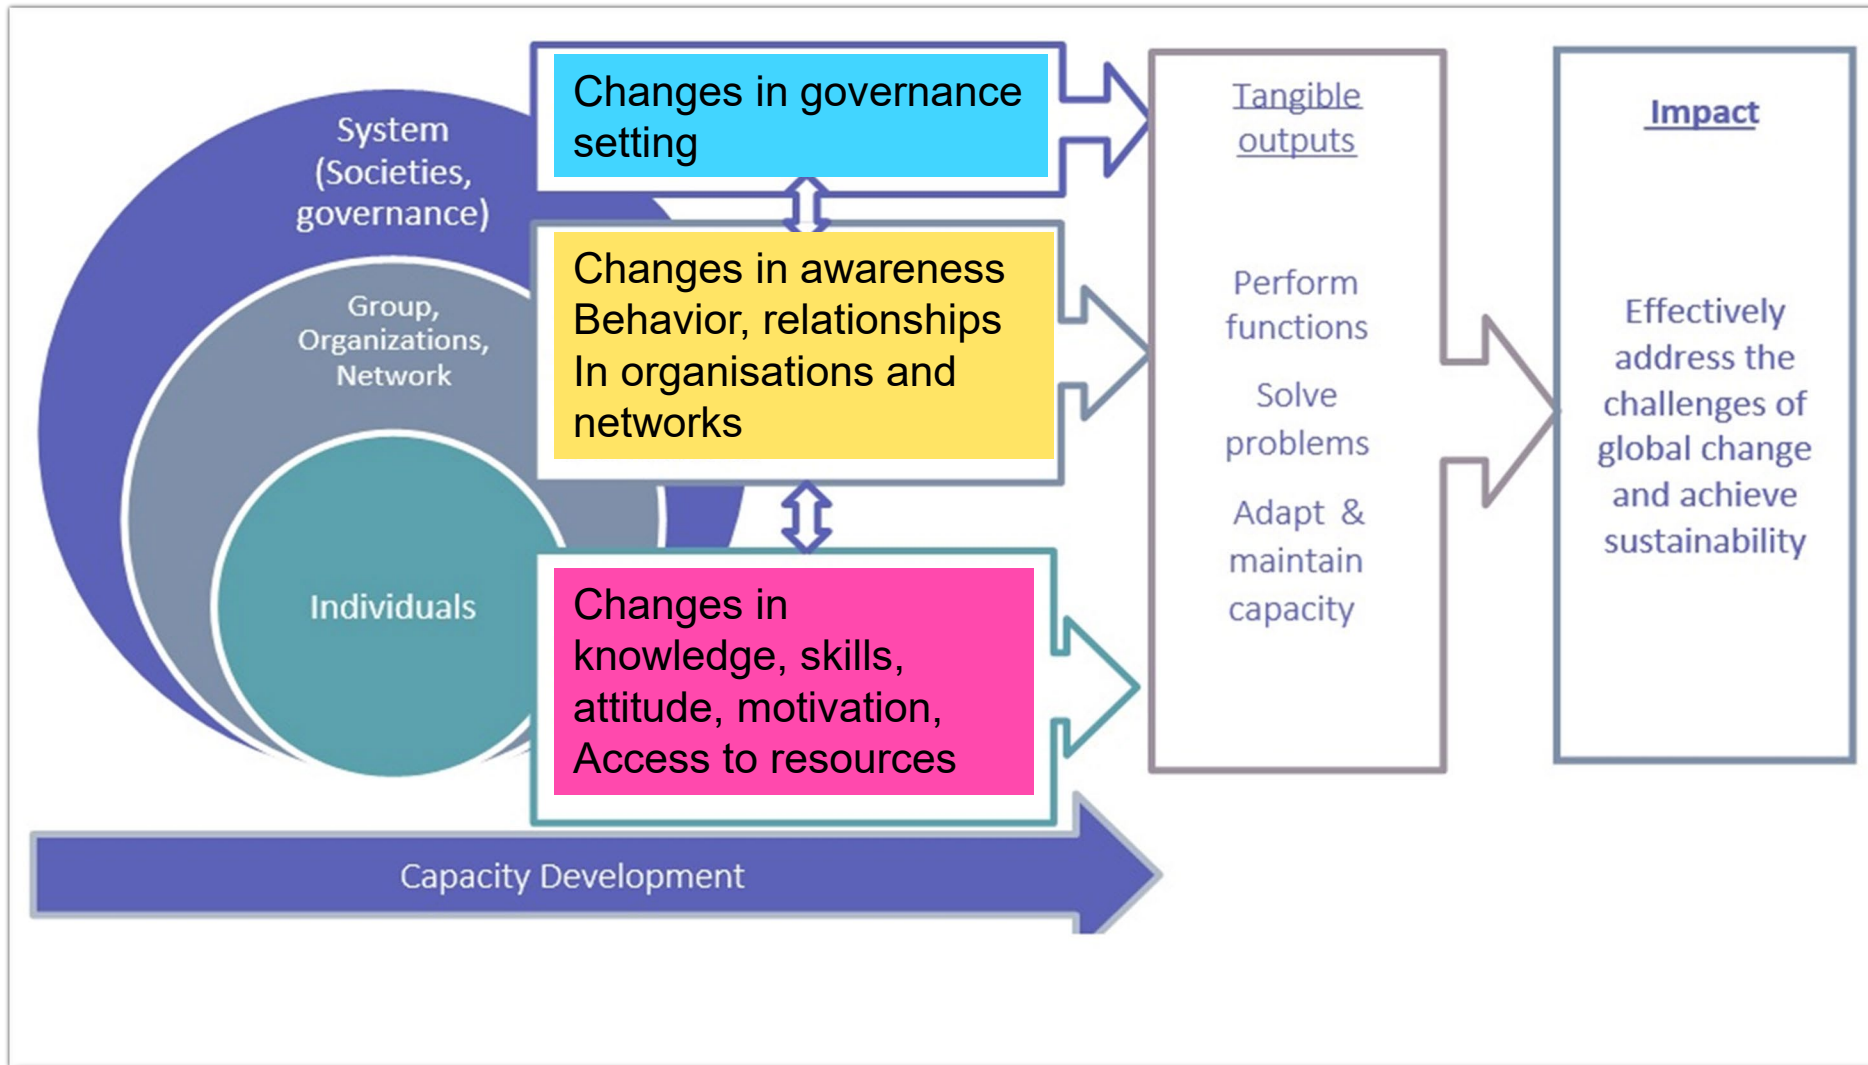 System
(Societies,
governance)
Group,
Organizations,
Network
Individuals
Changes in governance
setting
Changes in awareness
Behavior, relationships
In organisations and
networks
Changes in
knowledge, skills,
attitude, motivation,
Access to resources
Tangible
outputs
Perform
functions
Solve
problems
Adapt &
maintain
capacity
Impact
Effectively
address the
challenges of
global change
and achieve
sustainability
Capacity Development